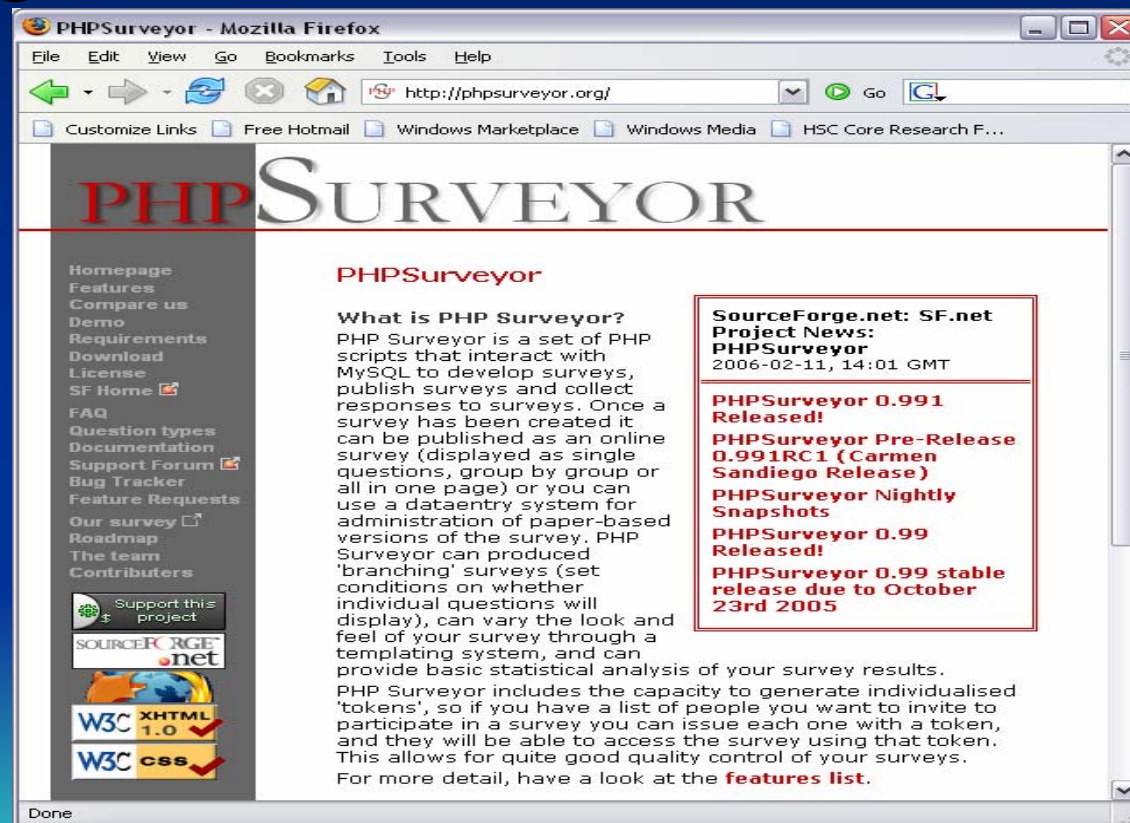 PHPSurveyor - Mozilla Firefox
File Edit View Go Bookmarks Tools Help
http://phpsurveyor.org/ Go G
Customize Links Free Hotmail Windows Marketplace Windows Media HSC Core Research F...
PHPSURVEYOR
Homepage
Features
Compare us
Demo
Requirements
Download
License
SF Home
FAQ
Question types
Documentation
Support Forum
Bug Tracker
Feature Requests
Our survey
Roadmap
The team
Contributers
Support this
$ project
SOURCEFORGE
.net
W3C XHTML
1.0
W3C css
PHPSurveyor
What is PHP Surveyor?
PHP Surveyor is a set of PHP
scripts that interact with
MySQL to develop surveys,
publish surveys and collect
responses to surveys. Once a
survey has been created it
can be published as an online
survey (displayed as single
questions, group by group or
all in one page) or you can
use a dataentry system for
administration of paper-based
versions of the survey. PHP
Surveyor can produced
'branching' surveys (set
conditions on whether
individual questions will
display), can vary the look and
feel of your survey through a
templating system, and can
provide basic statistical analysis of your survey results.
PHP Surveyor includes the capacity to generate individualised
'tokens', so if you have a list of people you want to invite to
participate in a survey you can issue each one with a token,
and they will be able to access the survey using that token.
This allows for quite good quality control of your surveys.
For more detail, have a look at the features list.
SourceForge.net: SF.net
Project News:
PHPSurveyor
2006-02-11, 14:01 GMT
PHPSurveyor 0.991
Released!
PHPSurveyor Pre-Release
0.991RC1 (Carmen
Sandiego Release)
PHPSurveyor Nightly
Snapshots
PHPSurveyor 0.99
Released!
PHPSurveyor 0.99 stable
release due to October
23rd 2005
Done